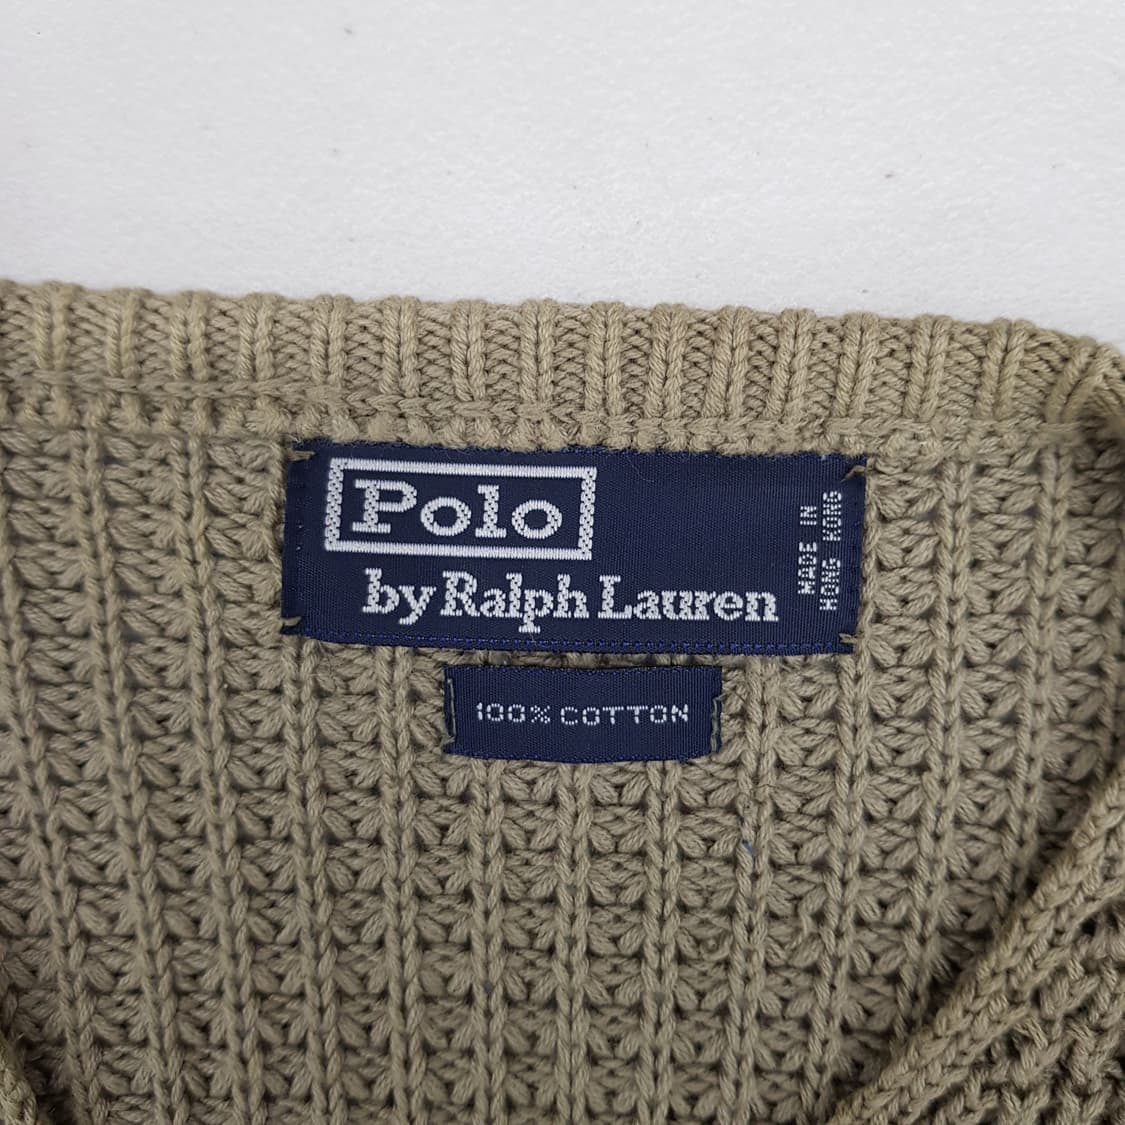 Polo
by Ralph Lauren
MADE IN
HONG KONG
100% COTTON